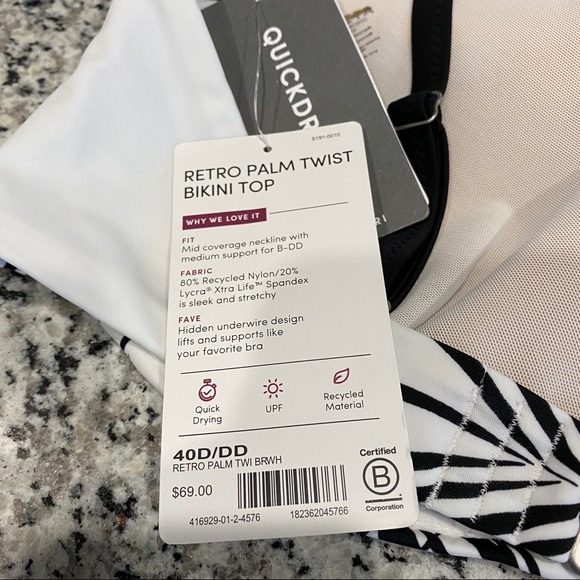 QUICKDR
S191-0010
RETRO PALM TWIST
BIKINI TOP
WHY WE LOVE IT
FIT
Mid coverage neckline with
medium support for B-DD
FABRIC
80% Recycled Nylon/20%
Lycra® Xtra Life™ Spandex
is sleek and stretchy
FAVE
Hidden underwire design
lifts and supports like
your favorite bra
Quick
Drying
UPF
Recycled
Material
40D/DD
RETRO PALM TWI BRWH
$69.00
416929-01-2-4576
182362045766
Certified
B
Corporation